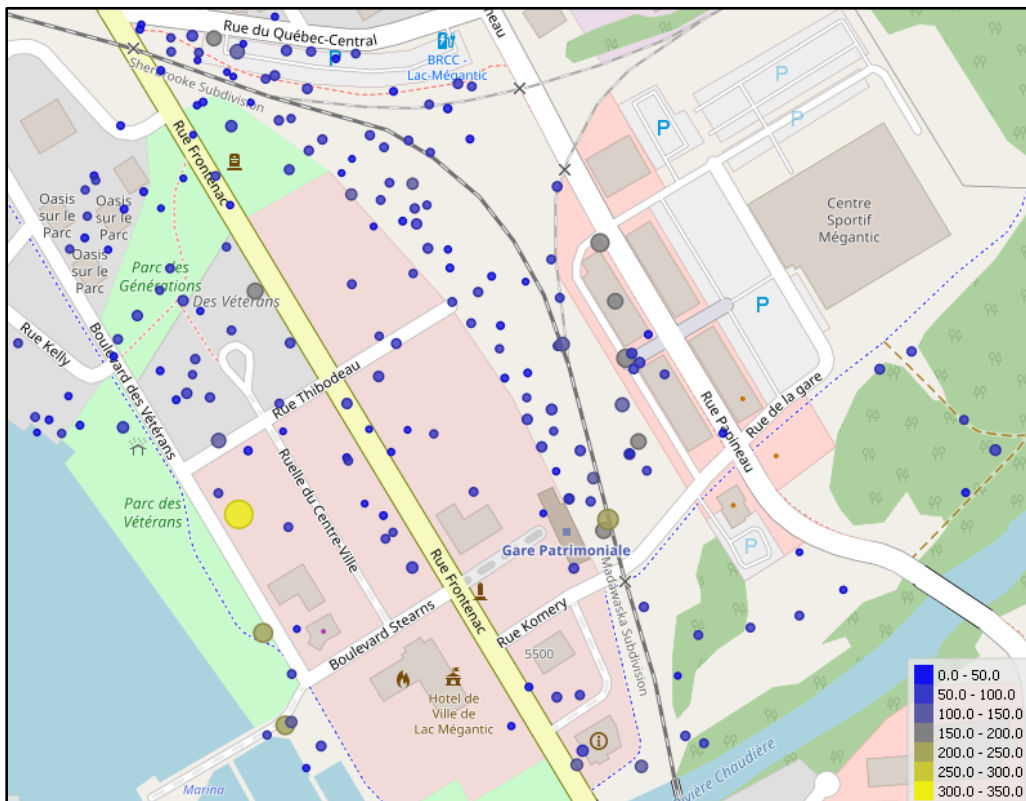 Rue du Québec-Central
P
BRCC -
Lac-Mégantic
Sherbrooke Subdivision
neau
P
P
P
Rue Frontenac
Oasis
sur le
Parc
Oasis
sur le
Parc
Oasis
sur le
Parc
Centre
Sportif
Mégantic
Parc des
Générations
Des Vétérans
P
Rue Kelly
Boulevard des Vétérans
Rue Thibodeau
Rue Papineau
Rue de la gare
Ruelle du Centre-Ville
Parc des
Vétérans
Gare Patrimoniale
P
Rue Frontenac
Madawaska Subdivision
Boulevard Stearns
Rue Komery
5500
Hotel de
Ville de
Lac Mégantic
Marina
Rivière Chaudière
0.0 - 50.0
50.0 - 100.0
100.0 - 150.0
150.0 - 200.0
200.0 - 250.0
250.0 - 300.0
300.0 - 350.0